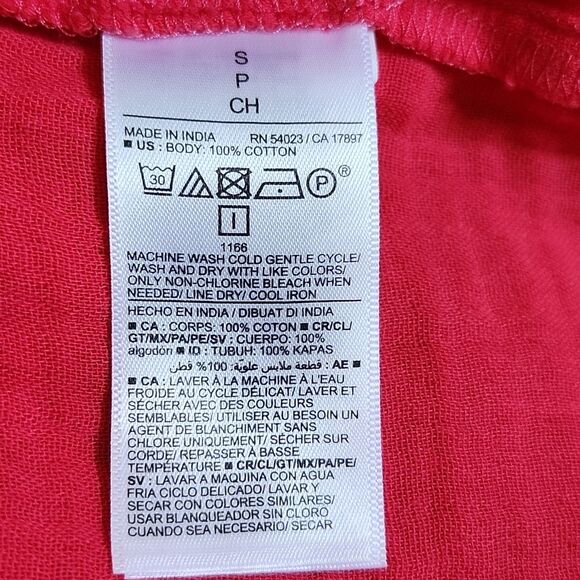 S
P
CH
MADE IN INDIA RN 54023 / CA 17897
■ US : BODY: 100% COTTON
30 P ®
1166
MACHINE WASH COLD GENTLE CYCLE/
WASH AND DRY WITH LIKE COLORS/
ONLY NON-CHLORINE BLEACH WHEN
NEEDED/ LINE DRY/ COOL IRON
HECHO EN INDIA / DIBUAT DI INDIA
■ CA : CORPS: 100% COTON ■ CR/CL/
GT/MX/PA/PE/SV : CUERPO: 100%
algodón ■ ID : TUBUH: 100% KAPAS
■ AE : قطعة ملابس علويّة: 100% قطن
■ CA : LAVER À LA MACHINE À L'EAU
FROIDE AU CYCLE DÉLICAT/ LAVER ET
SÉCHER AVEC DES COULEURS
SEMBLABLES/ UTILISER AU BESOIN UN
AGENT DE BLANCHIMENT SANS
CHLORE UNIQUEMENT/ SÉCHER SUR
CORDE/ REPASSER À BASSE
TEMPÉRATURE ■ CR/CL/GT/MX/PA/PE/
SV : LAVAR A MAQUINA CON AGUA
FRIA CICLO DELICADO/ LAVAR Y
SECAR CON COLORES SIMILARES/
USAR BLANQUEADOR SIN CLORO
CUANDO SEA NECESARIO/ SECAR